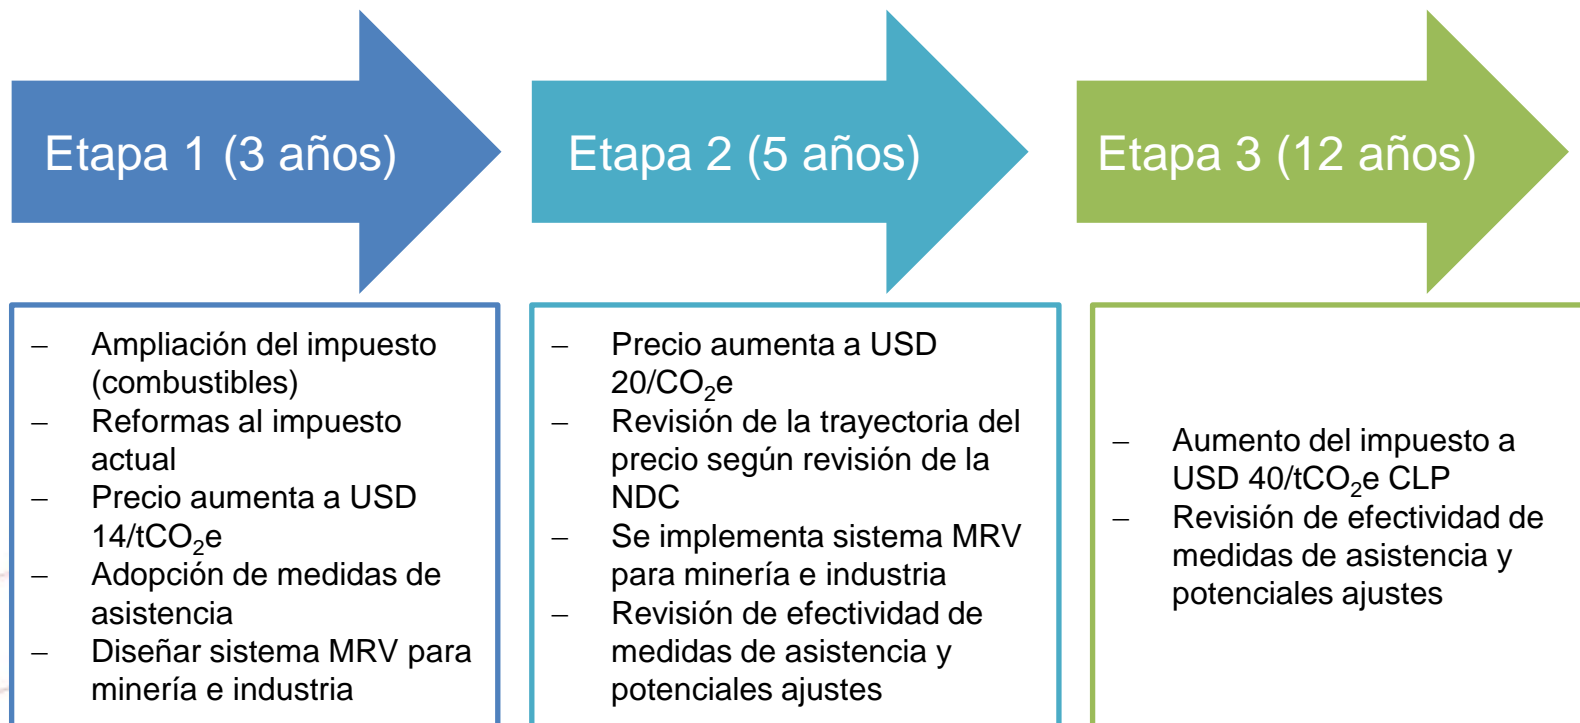 Etapa 1 (3 años)
Etapa 2 (5 años)
Etapa 3 (12 años)
– Ampliación del impuesto
(combustibles)
– Reformas al impuesto
actual
– Precio aumenta a USD
14/tCO₂e
– Adopción de medidas de
asistencia
– Diseñar sistema MRV para
minería e industria
– Precio aumenta a USD
20/CO₂e
– Revisión de la trayectoria del
precio según revisión de la
NDC
– Se implementa sistema MRV
para minería e industria
– Revisión de efectividad de
medidas de asistencia y
potenciales ajustes
– Aumento del impuesto a
USD 40/tCO₂e CLP
– Revisión de efectividad de
medidas de asistencia y
potenciales ajustes